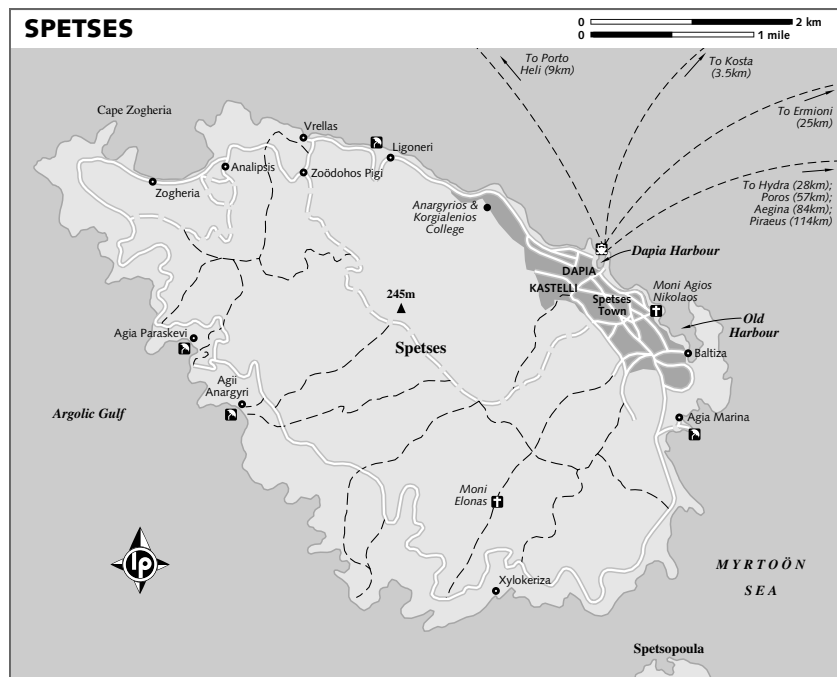 SPETSES
0 2 km
0 1 mile
To Porto
Heli (9km)
To Kosta
(3.5km)
To Ermioni
(25km)
To Hydra (28km);
Poros (57km);
Aegina (84km);
Piraeus (114km)
Cape Zogheria
Vrellas
Ligoneri
Analipsis
Zoödohos Pigi
Zogheria
Anargyrios &
Korgialenios
College
Dapia Harbour
DAPIA
KASTELLI
Moni Agios
Nikolaos
Spetses
Town
Old
Harbour
245m
Spetses
Baltiza
Agia Paraskevi
Agii
Anargyri
Argolic Gulf
Agia Marina
Moni
Elonas
lp
MYRTOÖN
SEA
Xylokeriza
Spetsopoula